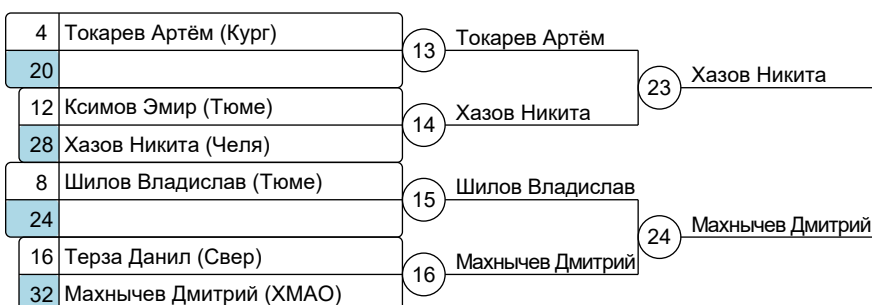 4 Токарев Артём (Кург)
20
12 Ксимов Эмир (Тюме)
28 Хазов Никита (Челя)
8 Шилов Владислав (Тюме)
24
16 Терза Данил (Свер)
32 Махнычев Дмитрий (ХМАО)
13 Токарев Артём
14 Хазов Никита
15 Шилов Владислав
16 Махнычев Дмитрий
23 Хазов Никита
24 Махнычев Дмитрий